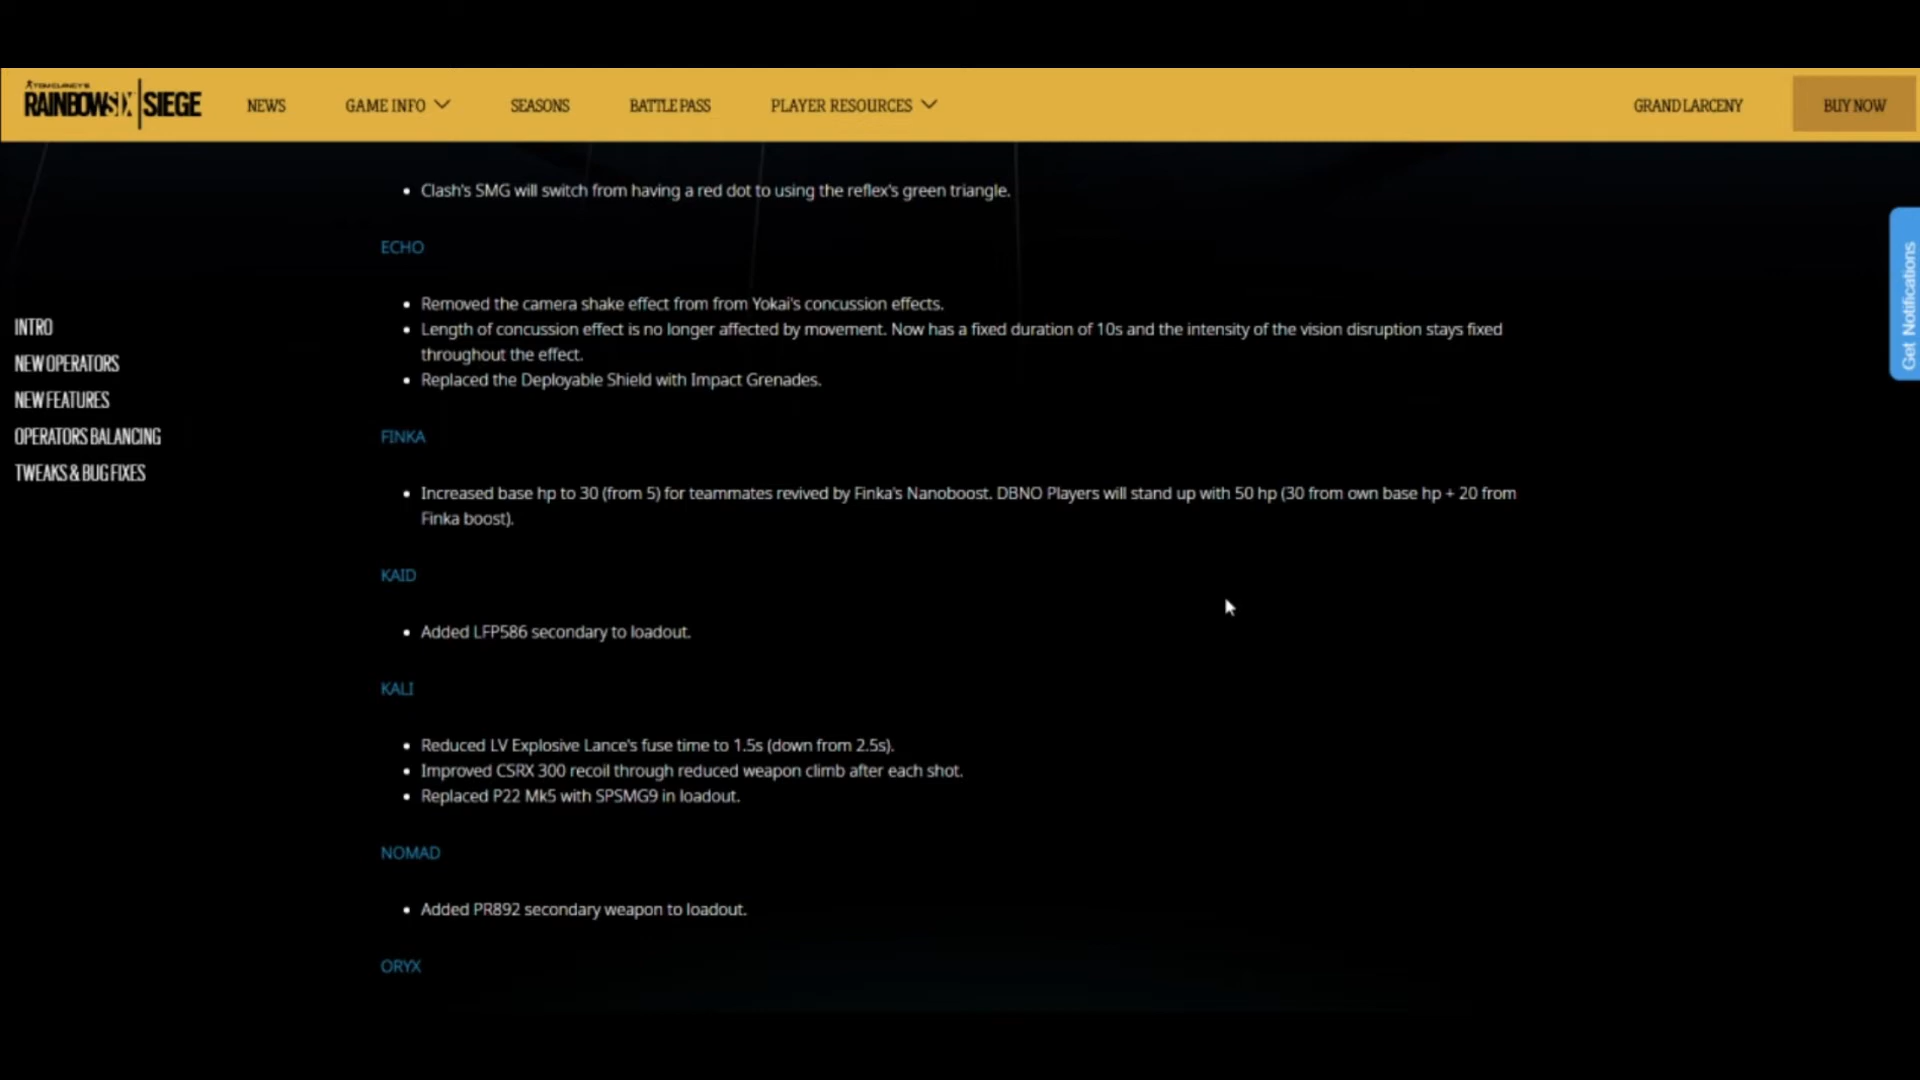 TOM CLANCY'S
RAINBOWSIX | SIEGE
NEWS
GAME INFO
SEASONS
BATTLE PASS
PLAYER RESOURCES
GRAND LARCENY
BUY NOW
• Clash's SMG will switch from having a red dot to using the reflex's green triangle.
ECHO
• Removed the camera shake effect from from Yokai's concussion effects.
• Length of concussion effect is no longer affected by movement. Now has a fixed duration of 10s and the intensity of the vision disruption stays fixed
throughout the effect.
• Replaced the Deployable Shield with Impact Grenades.
FINKA
• Increased base hp to 30 (from 5) for teammates revived by Finka's Nanoboost. DBNO Players will stand up with 50 hp (30 from own base hp + 20 from
Finka boost).
KAID
• Added LFP586 secondary to loadout.
KALI
• Reduced LV Explosive Lance's fuse time to 1.5s (down from 2.5s).
• Improved CSRX 300 recoil through reduced weapon climb after each shot.
• Replaced P22 Mk5 with SPSMG9 in loadout.
NOMAD
• Added PR892 secondary weapon to loadout.
ORYX
INTRO
NEW OPERATORS
NEW FEATURES
OPERATORS BALANCING
TWEAKS & BUG FIXES
Get Notifications